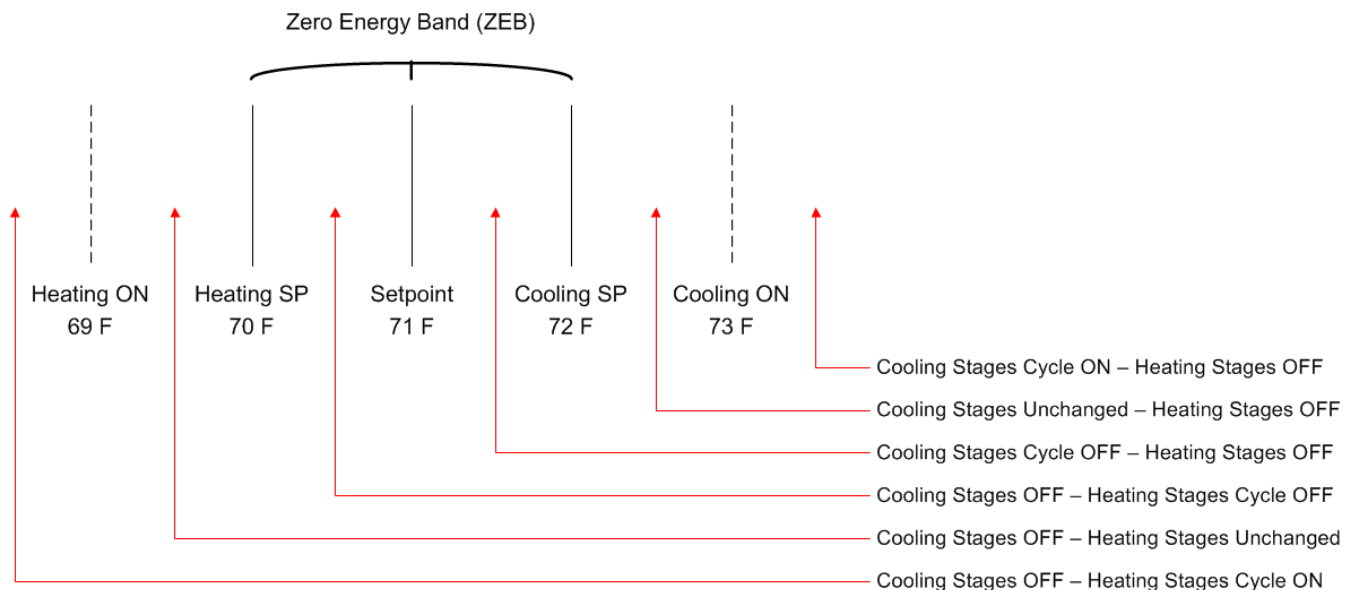 Zero Energy Band (ZEB)
Heating ON
69 F
Heating SP
70 F
Setpoint
71 F
Cooling SP
72 F
Cooling ON
73 F
Cooling Stages Cycle ON – Heating Stages OFF
Cooling Stages Unchanged – Heating Stages OFF
Cooling Stages Cycle OFF – Heating Stages OFF
Cooling Stages OFF – Heating Stages Cycle OFF
Cooling Stages OFF – Heating Stages Unchanged
Cooling Stages OFF – Heating Stages Cycle ON